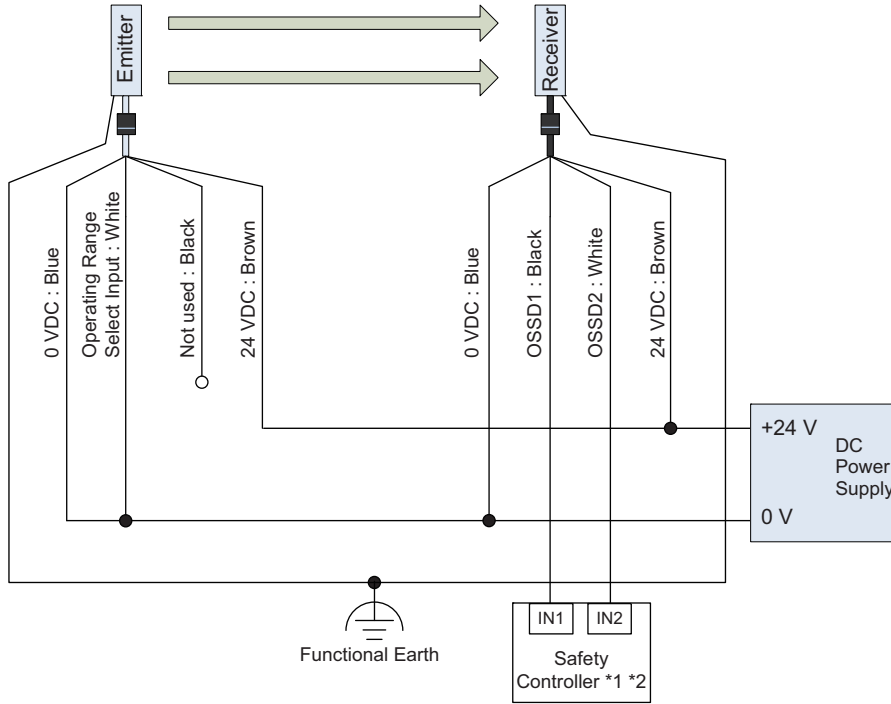 Emitter
Receiver
0 VDC : Blue
Operating Range
Select Input : White
Not used : Black
24 VDC : Brown
0 VDC : Blue
OSSD1 : Black
OSSD2 : White
24 VDC : Brown
+24 V
DC
Power
Supply
0 V
IN1
IN2
Functional Earth
Safety
Controller *1 *2